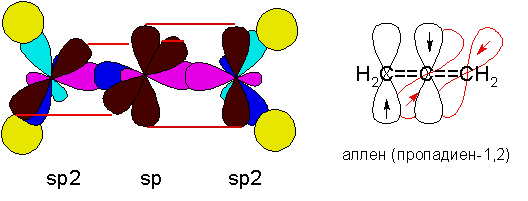 H₂C==C==CH₂
sp2 sp sp2
аллен (пропадиен-1,2)